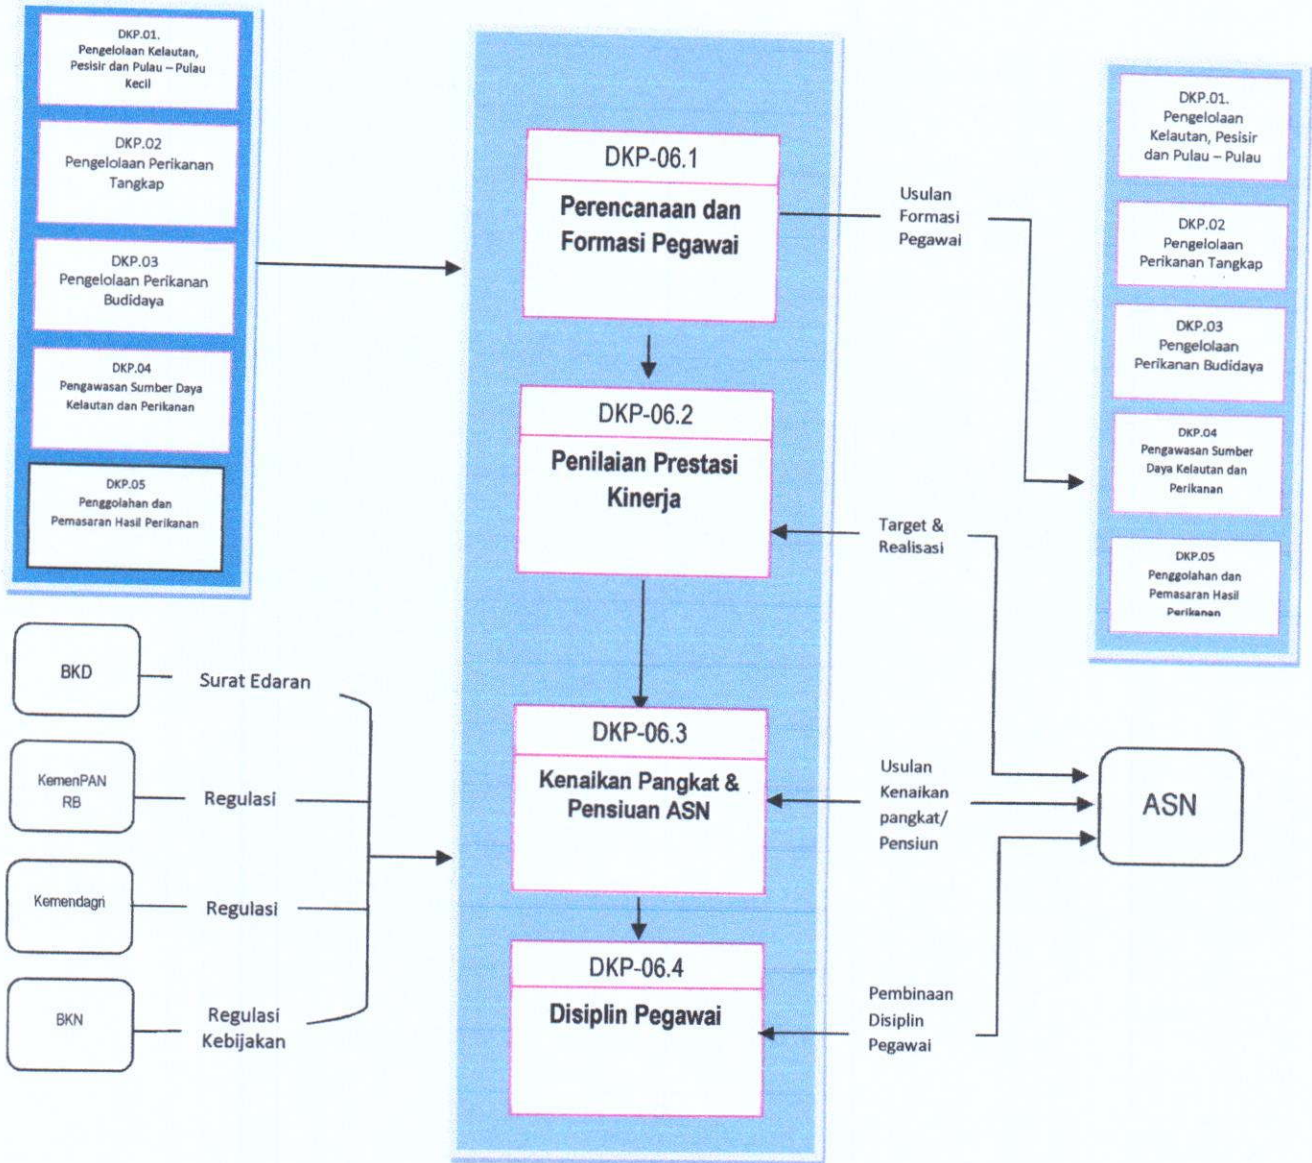 DKP.01.
Pengelolaan Kelautan,
Pesisir dan Pulau – Pulau
Kecil
DKP.02
Pengelolaan Perikanan
Tangkap
DKP.03
Pengelolaan Perikanan
Budidaya
DKP.04
Pengawasan Sumber Daya
Kelautan dan Perikanan
DKP.05
Penggolahan dan
Pemasaran Hasil Perikanan
BKD
Surat Edaran
KemenPAN
RB
Regulasi
Kemendagri
Regulasi
BKN
Regulasi
Kebijakan
DKP-06.1
Perencanaan dan
Formasi Pegawai
DKP-06.2
Penilaian Prestasi
Kinerja
DKP-06.3
Kenaikan Pangkat &
Pensiuan ASN
DKP-06.4
Disiplin Pegawai
Usulan
Formasi
Pegawai
Target &
Realisasi
Usulan
Kenaikan
pangkat/
Pensiun
Pembinaan
Disiplin
Pegawai
DKP.01.
Pengelolaan
Kelautan, Pesisir
dan Pulau – Pulau
DKP.02
Pengelolaan
Perikanan Tangkap
DKP.03
Pengelolaan
Perikanan Budidaya
DKP.04
Pengawasan Sumber
Daya Kelautan dan
Perikanan
DKP.05
Penggolahan dan
Pemasaran Hasil
Perikanan
ASN